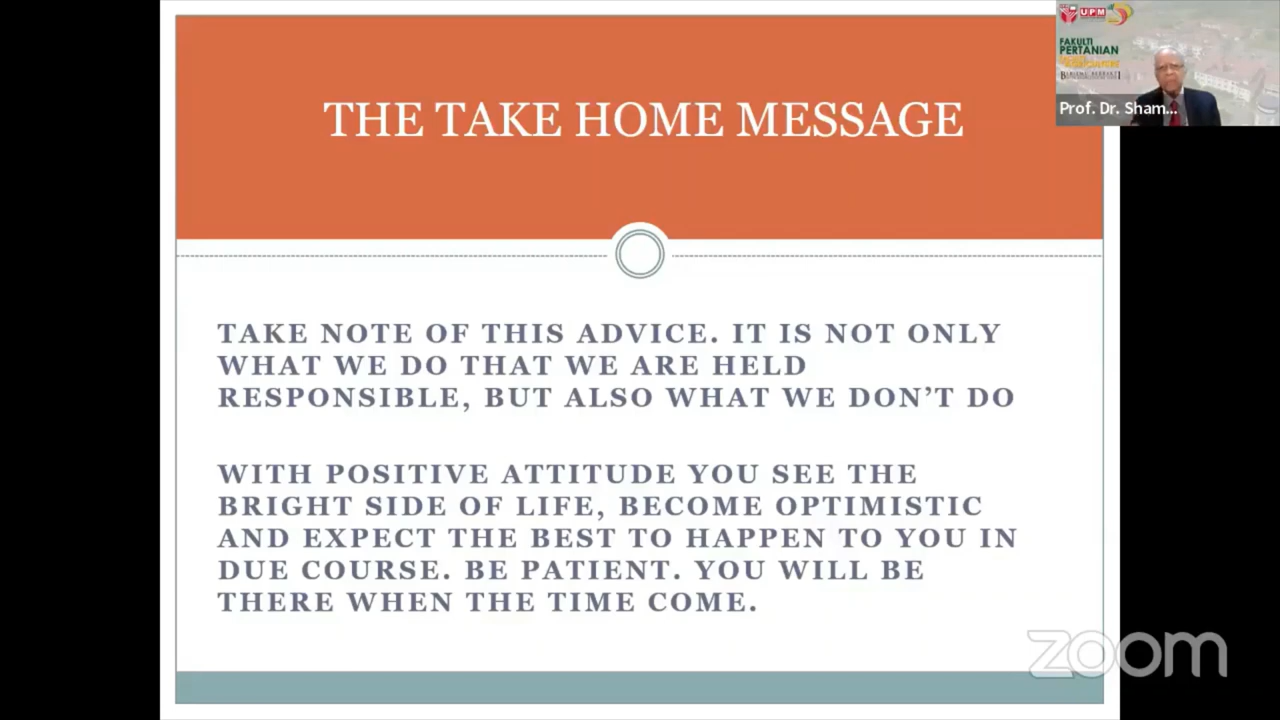 THE TAKE HOME MESSAGE
UPM
FAKULTI
PERTANIAN
Prof. Dr. Sham...
TAKE NOTE OF THIS ADVICE. IT IS NOT ONLY
WHAT WE DO THAT WE ARE HELD
RESPONSIBLE, BUT ALSO WHAT WE DON'T DO
WITH POSITIVE ATTITUDE YOU SEE THE
BRIGHT SIDE OF LIFE, BECOME OPTIMISTIC
AND EXPECT THE BEST TO HAPPEN TO YOU IN
DUE COURSE. BE PATIENT. YOU WILL BE
THERE WHEN THE TIME COME.
zoom